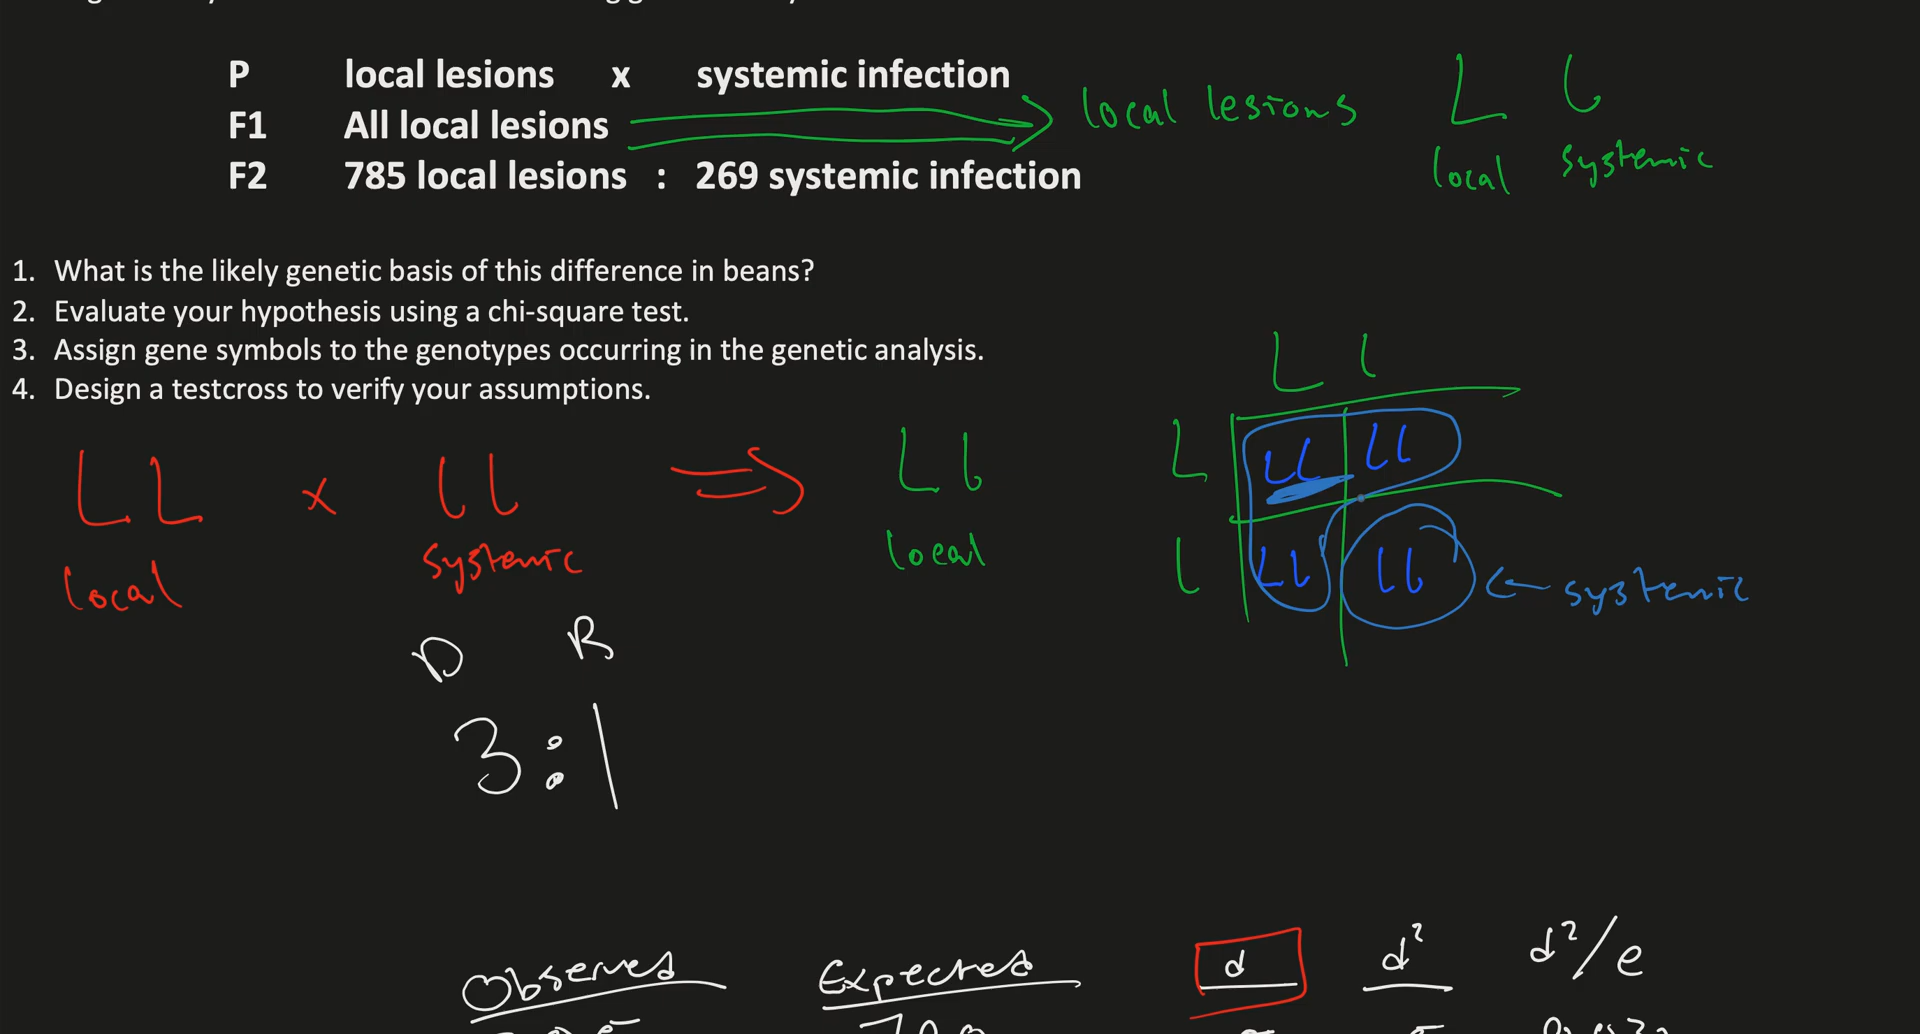 P local lesions x systemic infection
F1 All local lesions
F2 785 local lesions : 269 systemic infection
local lesions
L l
local systemic
1. What is the likely genetic basis of this difference in beans?
2. Evaluate your hypothesis using a chi-square test.
3. Assign gene symbols to the genotypes occurring in the genetic analysis.
4. Design a testcross to verify your assumptions.
LL x ll
local systemic
Ll
local
L l
L LL Ll
l Ll ll
systemic
D R
3:1
Observed Expected d d² d²/e